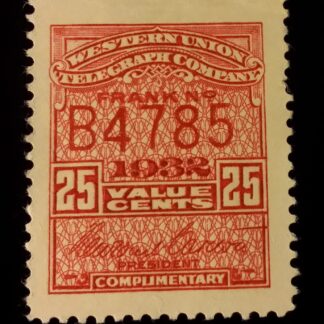 WESTERN UNION
TELEGRAPH COMPANY
FRANK NO.
B4785
1932
25 VALUE CENTS 25
PRESIDENT
COMPLIMENTARY